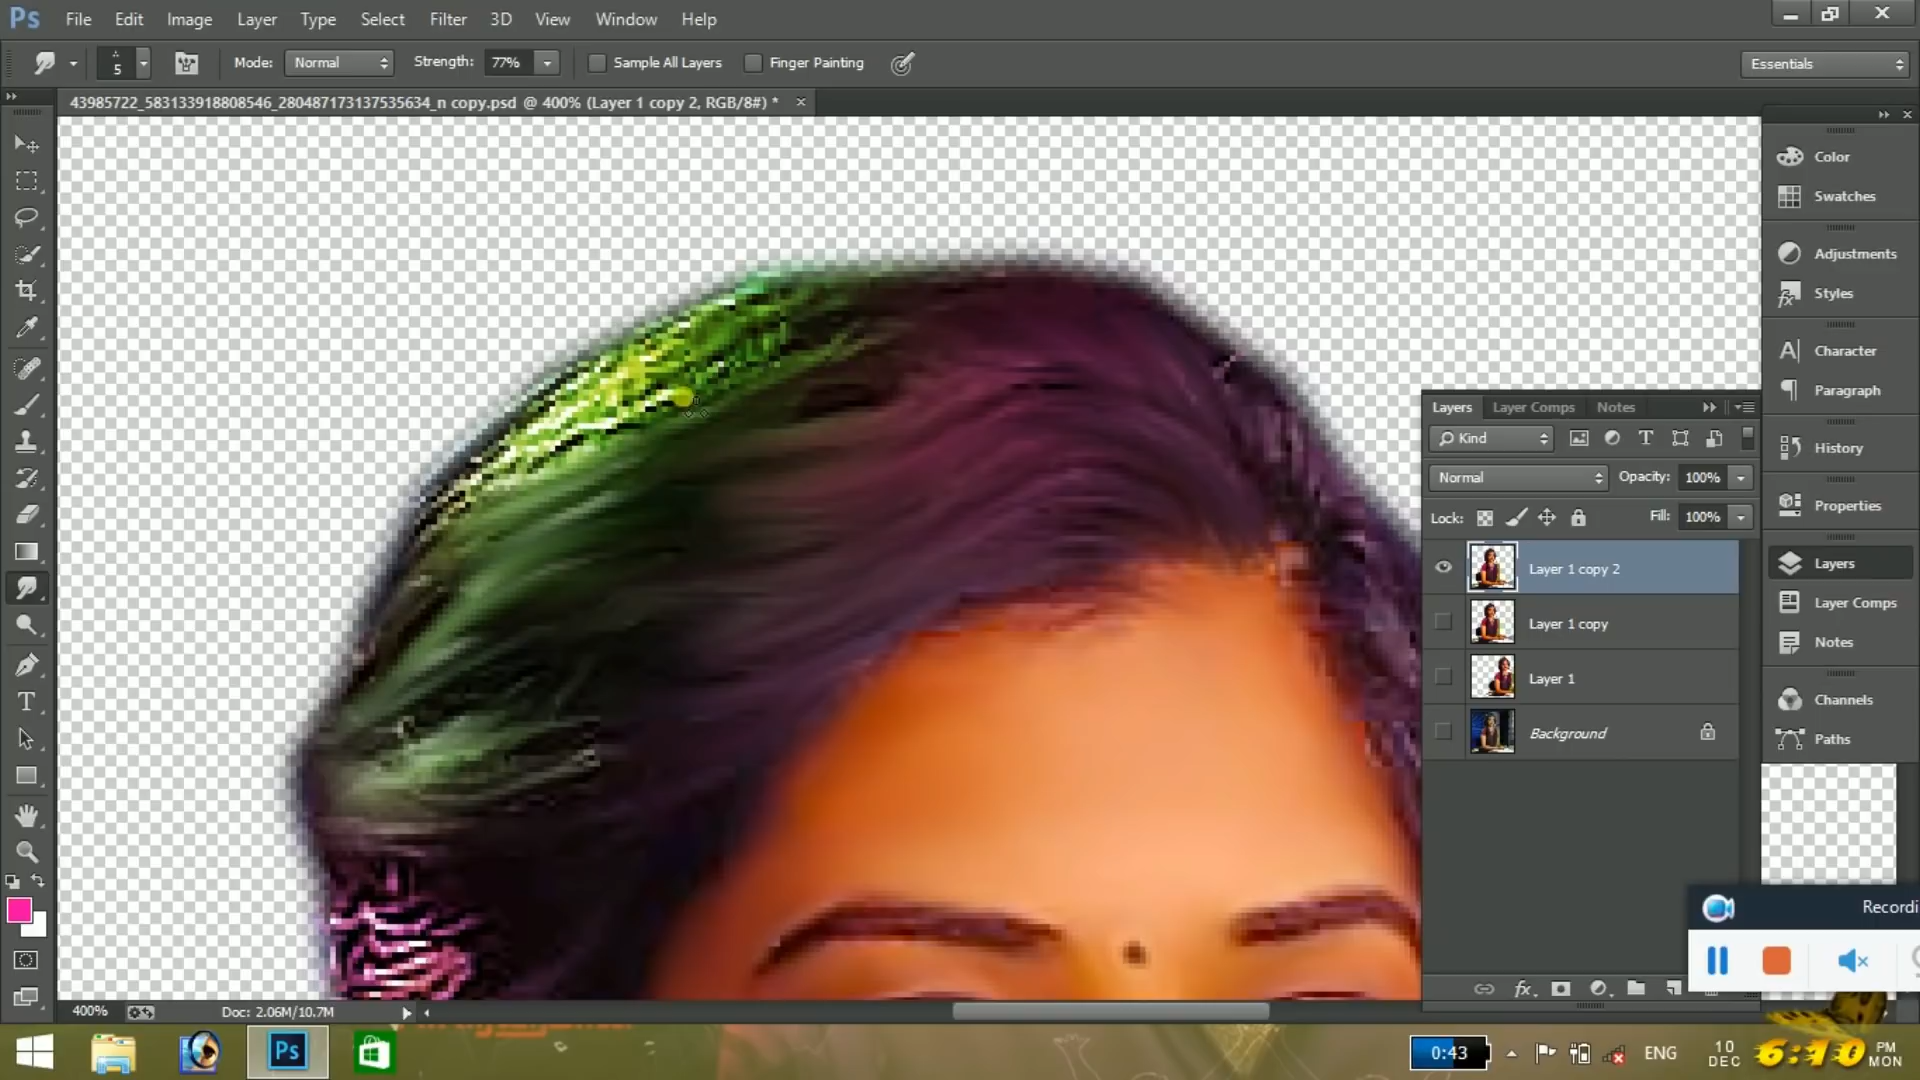 Ps File Edit Image Layer Type Select Filter 3D View Window Help
5 Mode: Normal Strength: 77% Sample All Layers Finger Painting Essentials
43985722_583133918808546_280487173137535634_n copy.psd @ 400% (Layer 1 copy 2, RGB/8#) *
Color
Swatches
Adjustments
Styles
Character
Paragraph
History
Properties
Layers
Layer Comps
Notes
Channels
Paths
Layers Layer Comps Notes
Kind
Normal Opacity: 100%
Lock: Fill: 100%
Layer 1 copy 2
Layer 1 copy
Layer 1
Background
Recordi
400% Doc: 2.06M/10.7M
Ps 0:43 ENG 10 DEC 6:10 PM MON